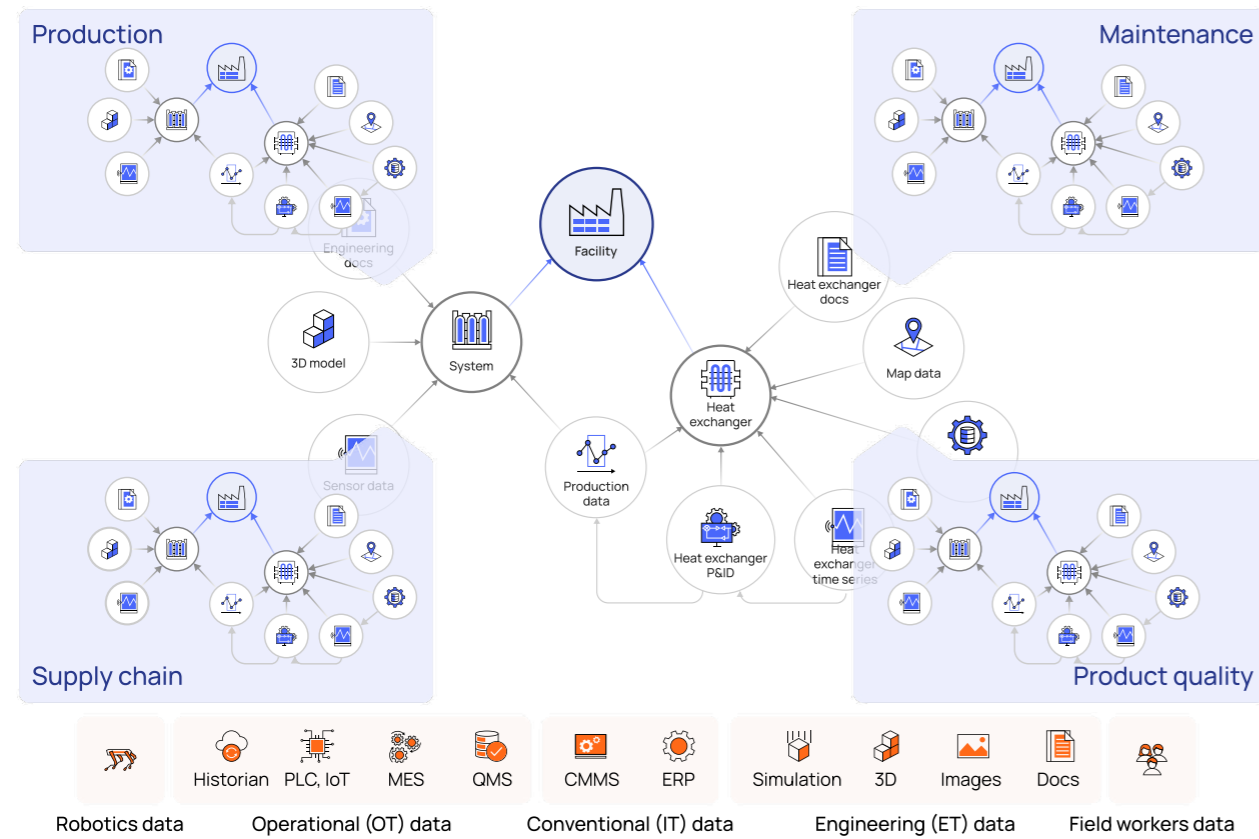 Production
Maintenance
Engineering
docs
Facility
Heat exchanger
docs
3D model
System
Map data
Heat
exchanger
Sensor data
Production
data
Heat exchanger
P&ID
Heat
exchanger
time series
Supply chain
Product quality
Historian
PLC, IoT
MES
QMS
CMMS
ERP
Simulation
3D
Images
Docs
Robotics data
Operational (OT) data
Conventional (IT) data
Engineering (ET) data
Field workers data